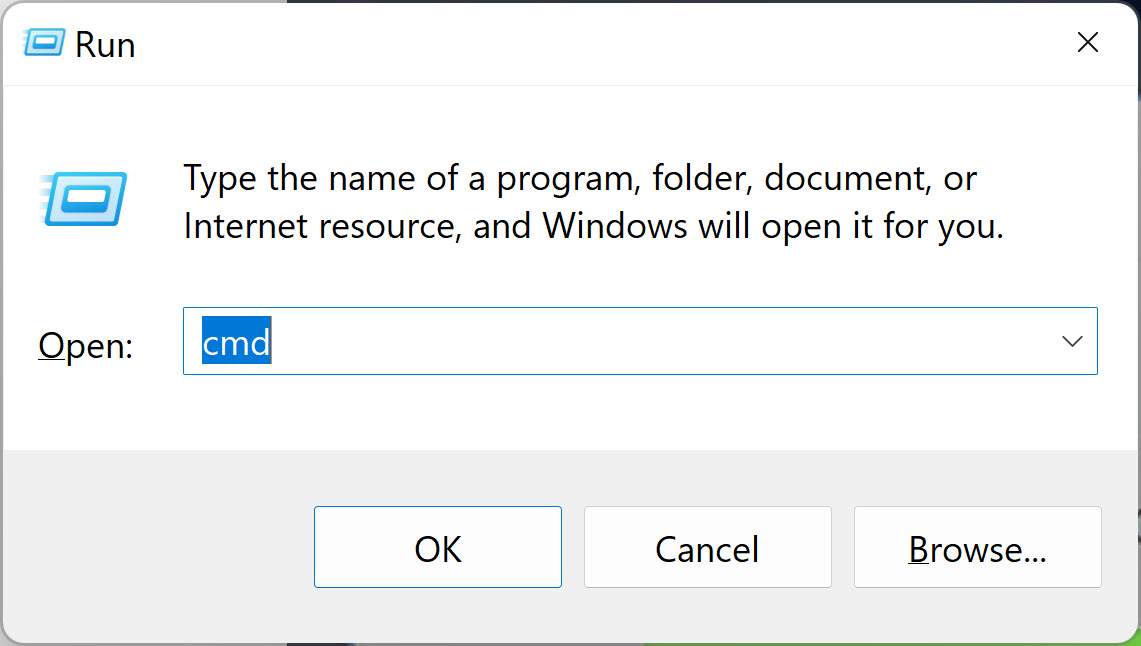 Run
Type the name of a program, folder, document, or
Internet resource, and Windows will open it for you.
Open:
cmd
OK
Cancel
Browse...